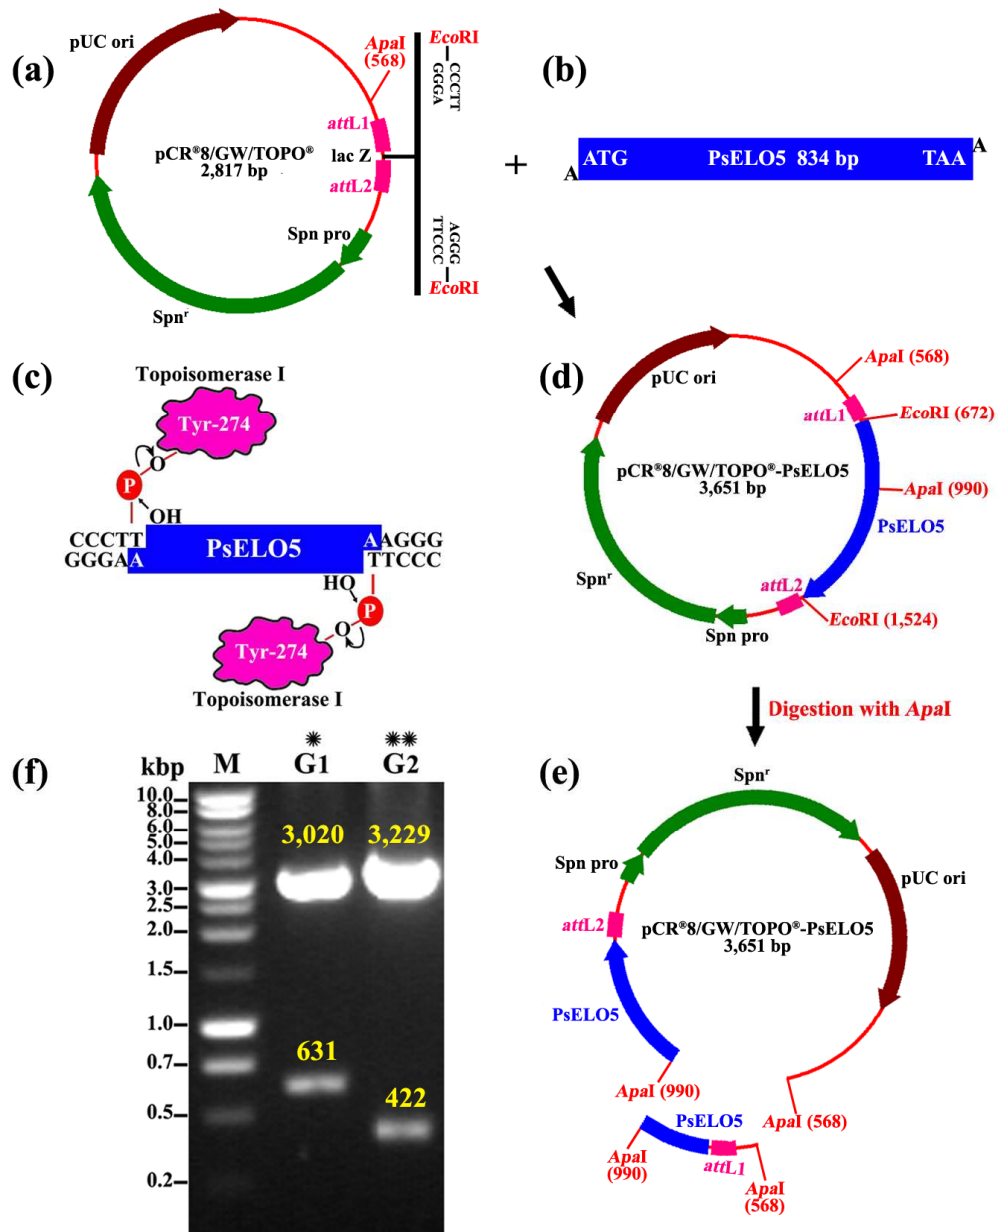 (a)
pUC ori
ApaI
(568)
attL1
lac Z
attL2
pCR®8/GW/TOPO®
2,817 bp
Spn pro
Spnʳ
EcoRI
CCCTT
GGGA
AGGG
TTCCC
EcoRI
(b)
+
A
ATG PsELO5 834 bp TAA
A
(c)
Topoisomerase I
Tyr-274
O
P
OH
CCCTT
GGGAA
PsELO5
AAGGG
TTCCC
HO
P
O
Tyr-274
Topoisomerase I
(d)
pUC ori
ApaI (568)
attL1
EcoRI (672)
pCR®8/GW/TOPO®-PsELO5
3,651 bp
ApaI (990)
PsELO5
Spnʳ
attL2
EcoRI (1,524)
Spn pro
Digestion with ApaI
(e)
Spnʳ
Spn pro
pUC ori
attL2
pCR®8/GW/TOPO®-PsELO5
3,651 bp
PsELO5
ApaI (990)
ApaI (568)
PsELO5
ApaI
(990)
attL1
ApaI
(568)
(f)
* **
kbp M G1 G2
10.0
8.0
6.0
5.0
4.0
3.0
2.5
2.0
1.5
1.0
0.7
0.5
0.2
3,020 3,229
631
422